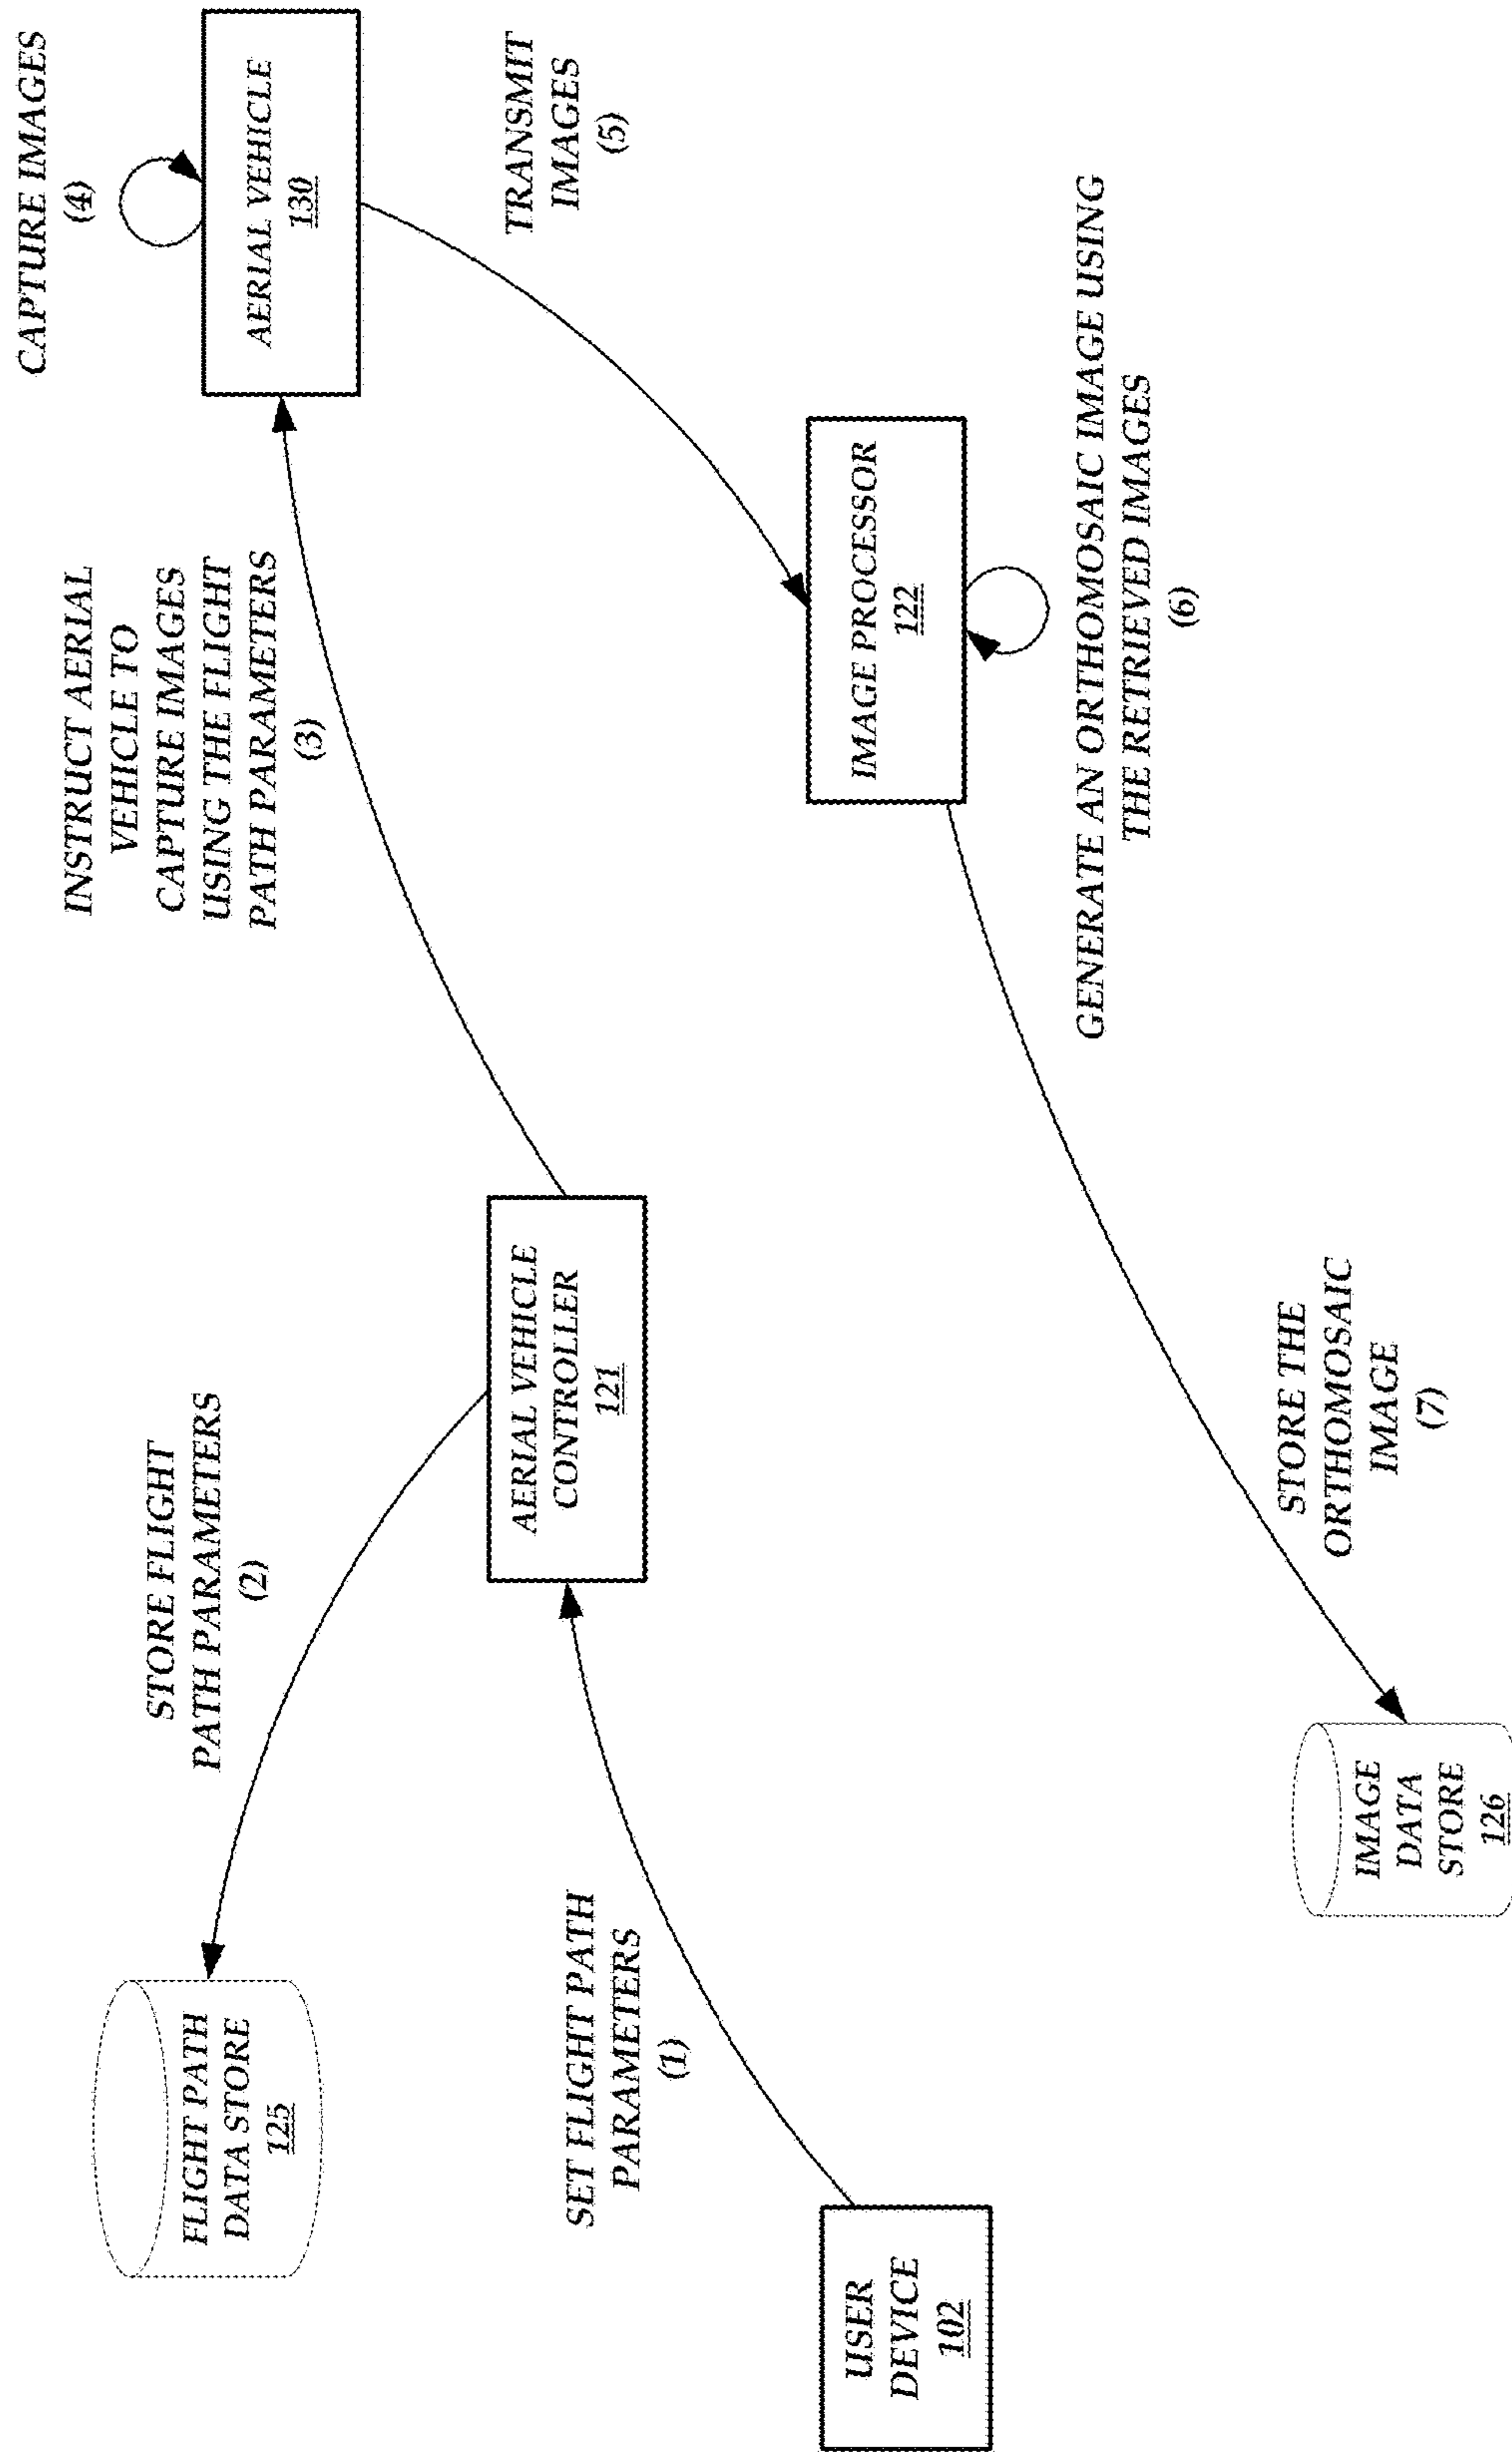 FLIGHT PATH
DATA STORE
125
STORE FLIGHT
PATH PARAMETERS
(2)
INSTRUCT AERIAL
VEHICLE TO
CAPTURE IMAGES
USING THE FLIGHT
PATH PARAMETERS
(3)
CAPTURE IMAGES
(4)
AERIAL VEHICLE
130
SET FLIGHT PATH
PARAMETERS
(1)
AERIAL VEHICLE
CONTROLLER
121
TRANSMIT
IMAGES
(5)
USER
DEVICE
102
IMAGE PROCESSOR
122
GENERATE AN ORTHOMOSAIC IMAGE USING
THE RETRIEVED IMAGES
(6)
STORE THE
ORTHOMOSAIC
IMAGE
(7)
IMAGE
DATA
STORE
126